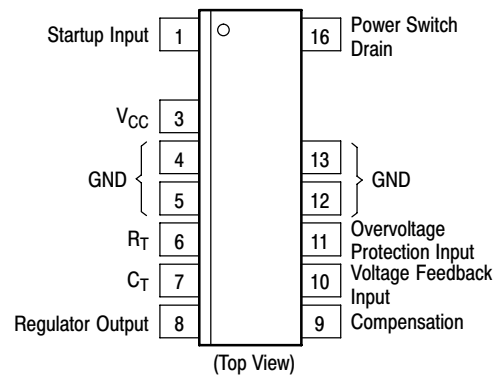 Startup Input 1
16 Power Switch
Drain
VCC 3
4
GND
5
13
GND
12
RT 6
11 Overvoltage
Protection Input
CT 7
10 Voltage Feedback
Input
Regulator Output 8
9 Compensation
(Top View)